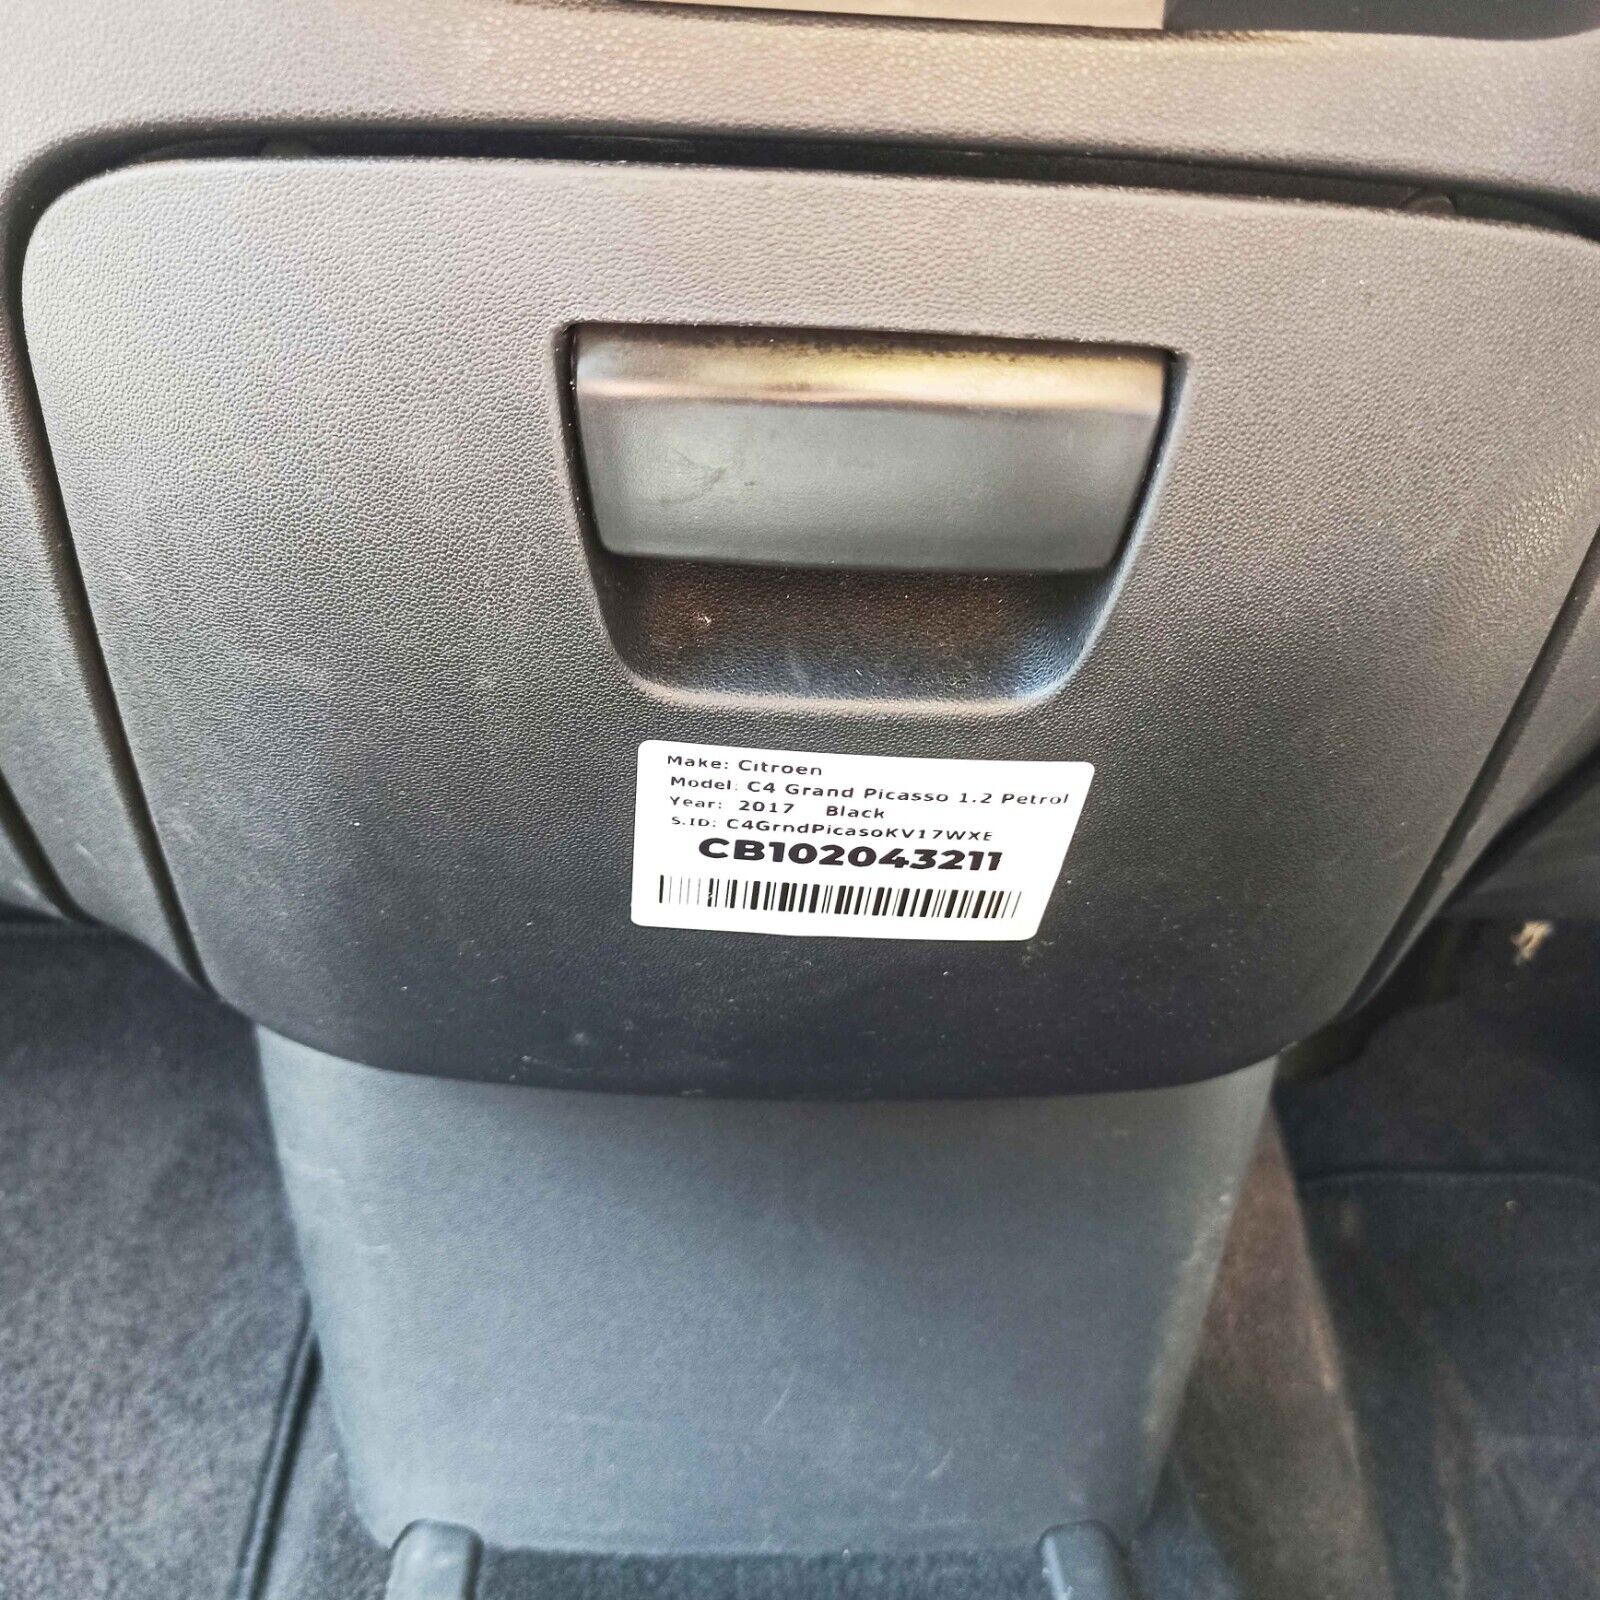 Make: Citroen
Model: C4 Grand Picasso 1.2 Petrol
Year: 2017 Black
S.ID: C4GrndPicasoKV17WXE
CB102043211